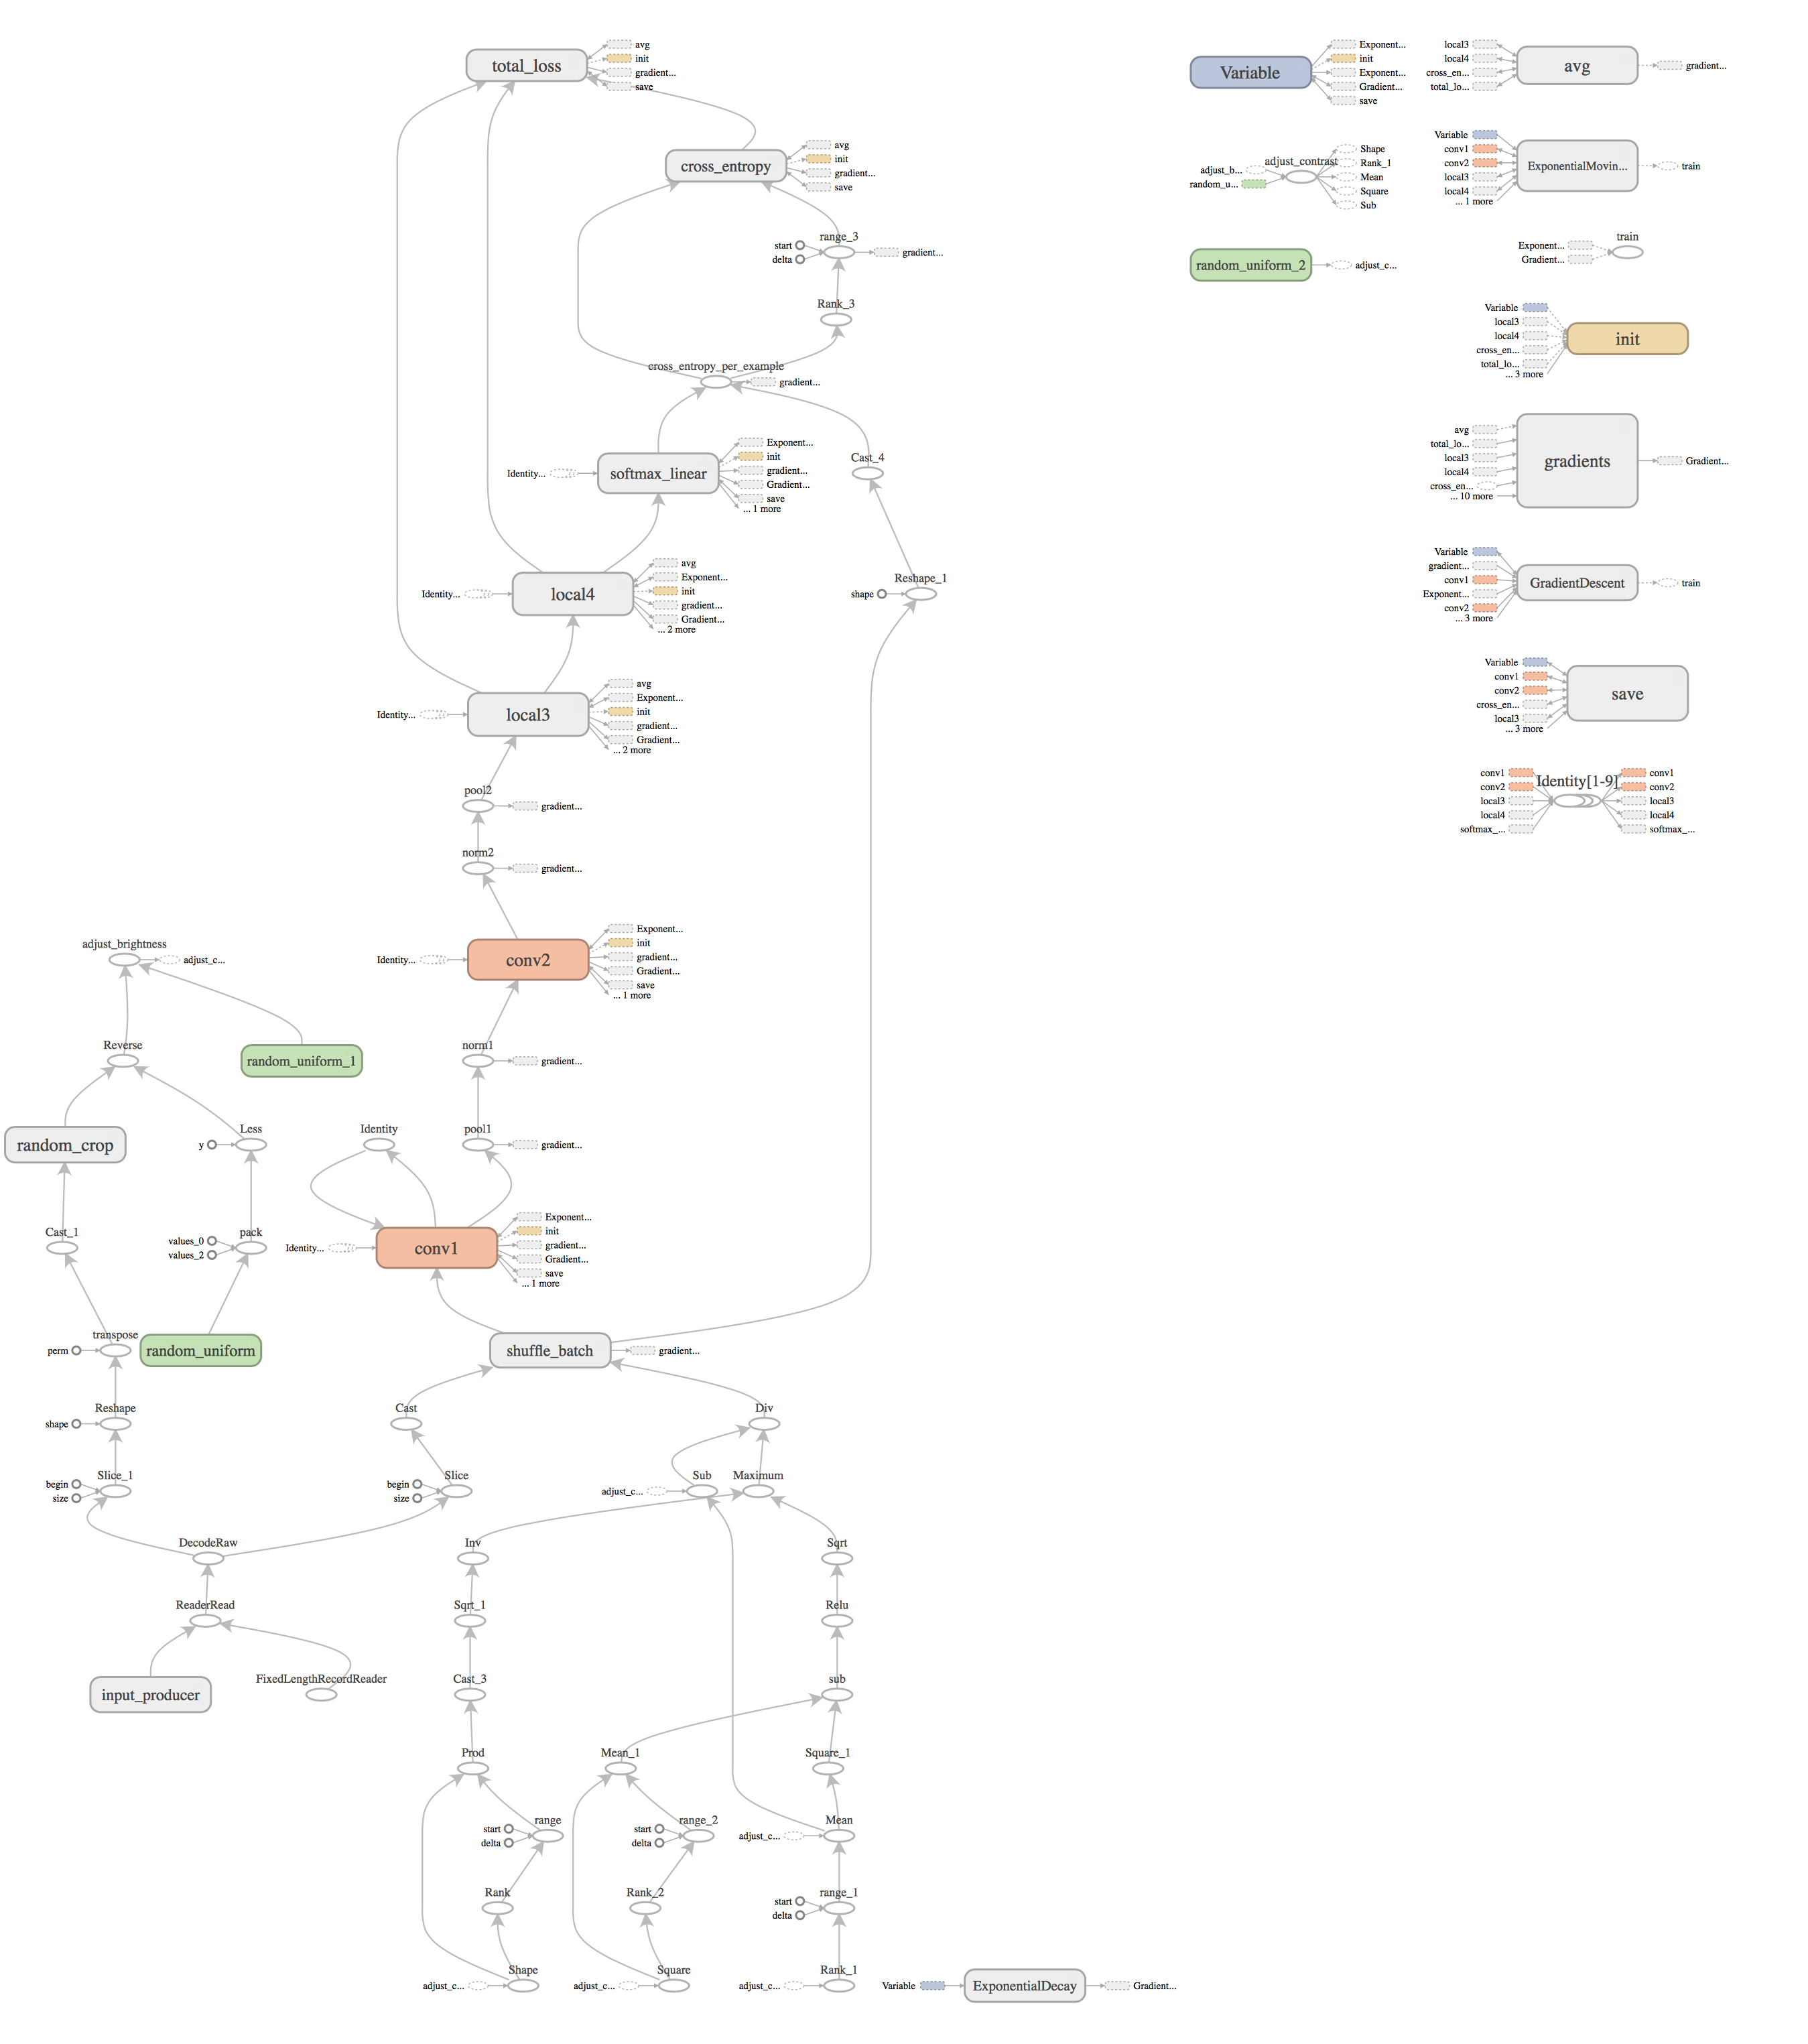 total_loss
avg
init
gradient...
save
cross_entropy
avg
init
gradient...
save
start
delta
range_3
gradient...
Rank_3
cross_entropy_per_example
gradient...
Identity...
softmax_linear
Exponent...
init
gradient...
Gradient...
save
... 1 more
Cast_4
Identity...
local4
avg
Exponent...
init
gradient...
Gradient...
... 2 more
shape
Reshape_1
Identity...
local3
avg
Exponent...
init
gradient...
Gradient...
... 2 more
pool2
gradient...
norm2
gradient...
Identity...
conv2
Exponent...
init
gradient...
Gradient...
save
... 1 more
adjust_brightness
adjust_c...
Reverse
random_uniform_1
norm1
gradient...
random_crop
y
Less
Identity
pool1
gradient...
Cast_1
values_0
values_2
pack
Identity...
conv1
Exponent...
init
gradient...
Gradient...
save
... 1 more
perm
transpose
random_uniform
shuffle_batch
gradient...
shape
Reshape
Cast
Div
begin
size
Slice_1
begin
size
Slice
adjust_c...
Sub
Maximum
DecodeRaw
Inv
Sqrt
ReaderRead
Sqrt_1
Relu
input_producer
FixedLengthRecordReader
Cast_3
sub
Prod
Mean_1
Square_1
start
delta
range
start
delta
range_2
adjust_c...
Mean
Rank
Rank_2
start
delta
range_1
adjust_c...
Shape
adjust_c...
Square
adjust_c...
Rank_1
Variable
ExponentialDecay
Gradient...
Variable
Exponent...
init
Exponent...
Gradient...
save
local3
local4
cross_en...
total_lo...
avg
gradient...
adjust_b...
random_u...
adjust_contrast
Shape
Rank_1
Mean
Square
Sub
Variable
conv1
conv2
local3
local4
... 1 more
ExponentialMovin...
train
random_uniform_2
adjust_c...
Exponent...
Gradient...
train
Variable
local3
local4
cross_en...
total_lo...
... 3 more
init
avg
total_lo...
local3
local4
cross_en...
... 10 more
gradients
Gradient...
Variable
gradient...
conv1
Exponent...
conv2
... 3 more
GradientDescent
train
Variable
conv1
conv2
cross_en...
local3
... 3 more
save
conv1
conv2
local3
local4
softmax_...
Identity[1-9]
conv1
conv2
local3
local4
softmax_...